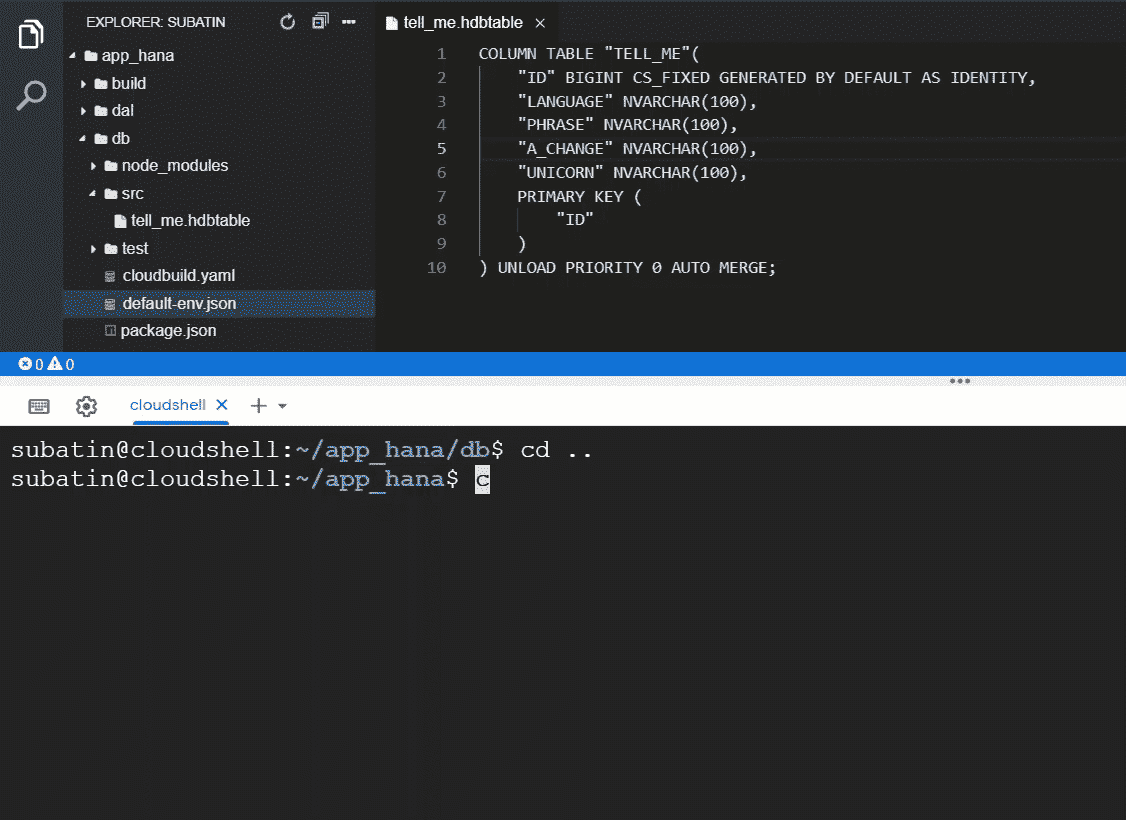 EXPLORER: SUBATIN
app_hana
build
dal
db
node_modules
src
tell_me.hdbtable
test
cloudbuild.yaml
default-env.json
package.json
tell_me.hdbtable
1 COLUMN TABLE "TELL_ME"(
2 "ID" BIGINT CS_FIXED GENERATED BY DEFAULT AS IDENTITY,
3 "LANGUAGE" NVARCHAR(100),
4 "PHRASE" NVARCHAR(100),
5 "A_CHANGE" NVARCHAR(100),
6 "UNICORN" NVARCHAR(100),
7 PRIMARY KEY (
8 "ID"
9 )
10 ) UNLOAD PRIORITY 0 AUTO MERGE;
0 0
cloudshell
subatin@cloudshell:~/app_hana/db$ cd ..
subatin@cloudshell:~/app_hana$ c